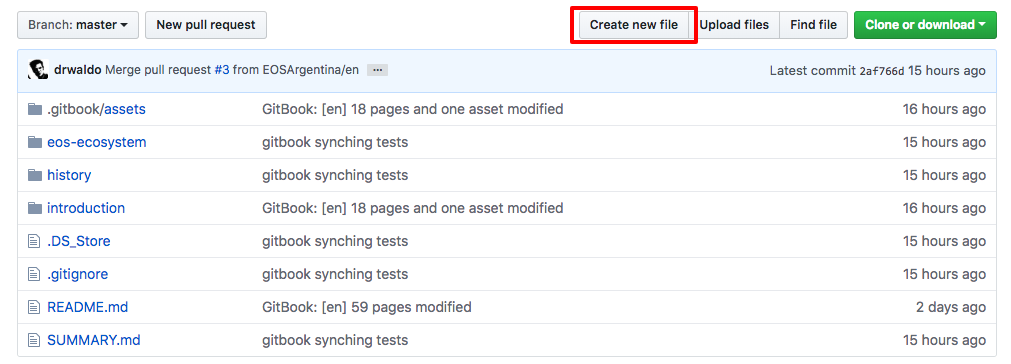 Branch: master New pull request Create new file Upload files Find file Clone or download
drwaldo Merge pull request #3 from EOSArgentina/en ... Latest commit 2af766d 15 hours ago
.gitbook/assets GitBook: [en] 18 pages and one asset modified 16 hours ago
eos-ecosystem gitbook synching tests 15 hours ago
history gitbook synching tests 15 hours ago
introduction GitBook: [en] 18 pages and one asset modified 16 hours ago
.DS_Store gitbook synching tests 15 hours ago
.gitignore gitbook synching tests 15 hours ago
README.md GitBook: [en] 59 pages modified 2 days ago
SUMMARY.md gitbook synching tests 15 hours ago